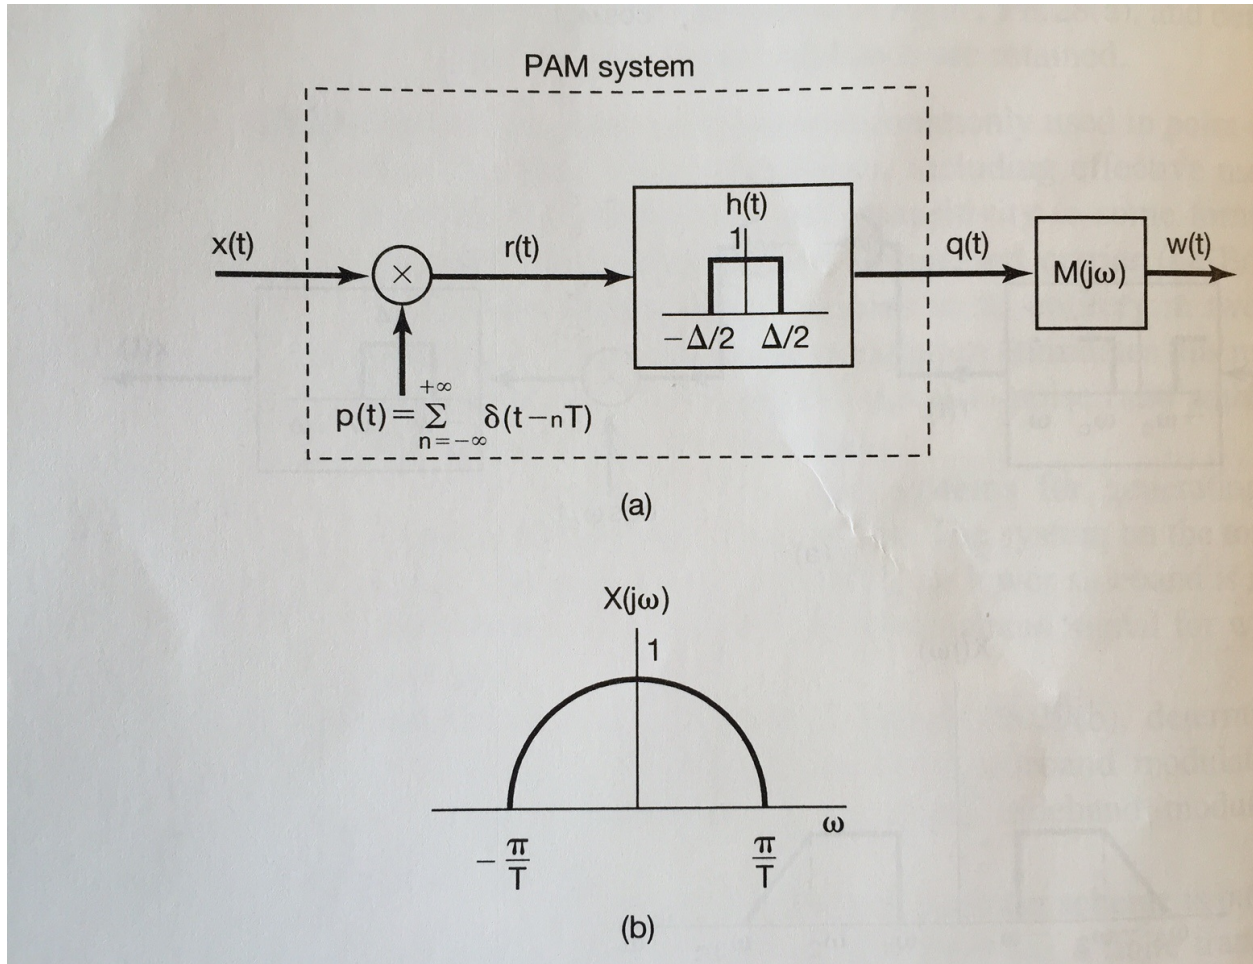 PAM system
x(t)
r(t)
h(t)
1
-Δ/2 Δ/2
q(t)
M(jω)
w(t)
+∞
p(t) = Σ δ(t-nT)
n=-∞
(a)
X(jω)
1
-π/T
π/T
ω
(b)